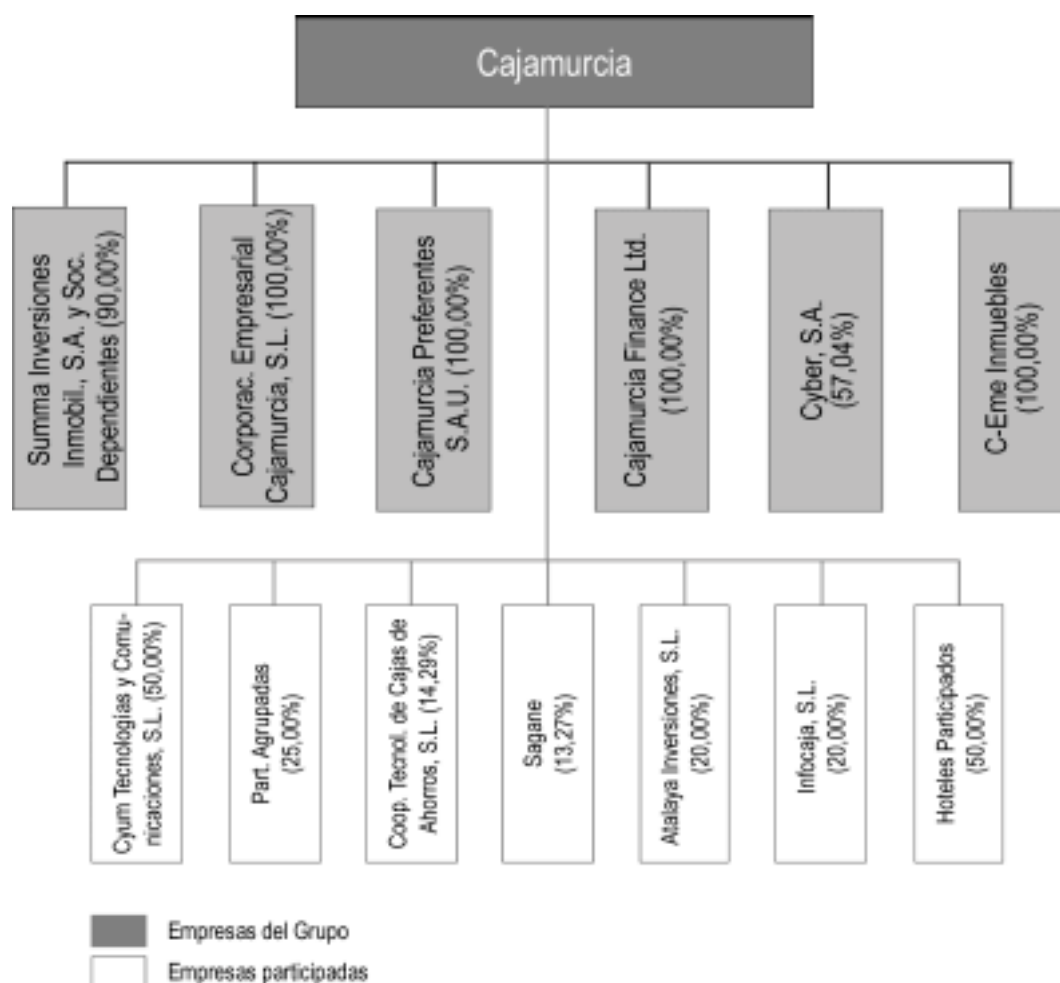 Cajamurcia
Summa Inversiones
Inmobil., S.A. y Soc.
Dependientes (90,00%)
Corporac. Empresarial
Cajamurcia, S.L. (100,00%)
Cajamurcia Preferentes
S.A.U. (100,00%)
Cajamurcia Finance Ltd.
(100,00%)
Cyber, S.A.
(57,04%)
C-Eme Inmuebles
(100,00%)
Cyum Tecnologías y Comu-
nicaciones, S.L. (50,00%)
Part. Agrupadas
(25,00%)
Coop. Tecnol. de Cajas de
Ahorros, S.L. (14,29%)
Sagane
(13,27%)
Atalaya Inversiones, S.L.
(20,00%)
Infocaja, S.L.
(20,00%)
Hoteles Participados
(50,00%)
Empresas del Grupo
Empresas participadas